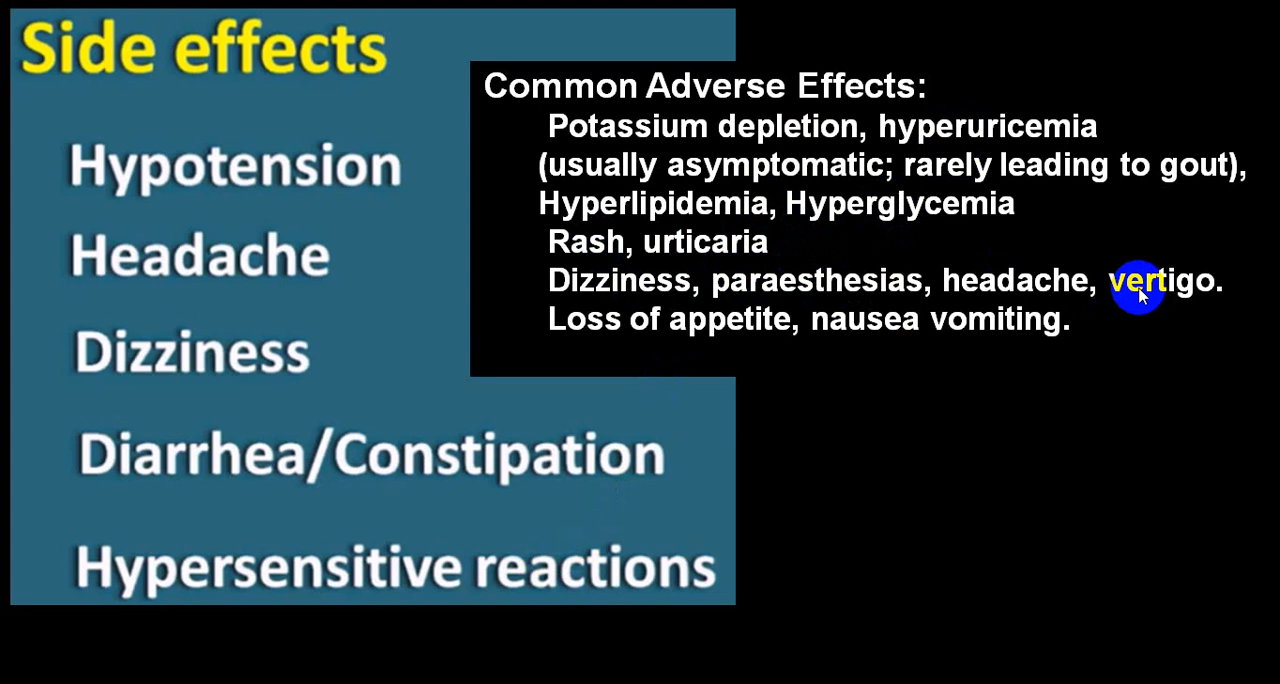 Side effects
Hypotension
Headache
Dizziness
Diarrhea/Constipation
Hypersensitive reactions
Common Adverse Effects:
Potassium depletion, hyperuricemia
(usually asymptomatic; rarely leading to gout),
Hyperlipidemia, Hyperglycemia
Rash, urticaria
Dizziness, paraesthesias, headache, vertigo.
Loss of appetite, nausea vomiting.